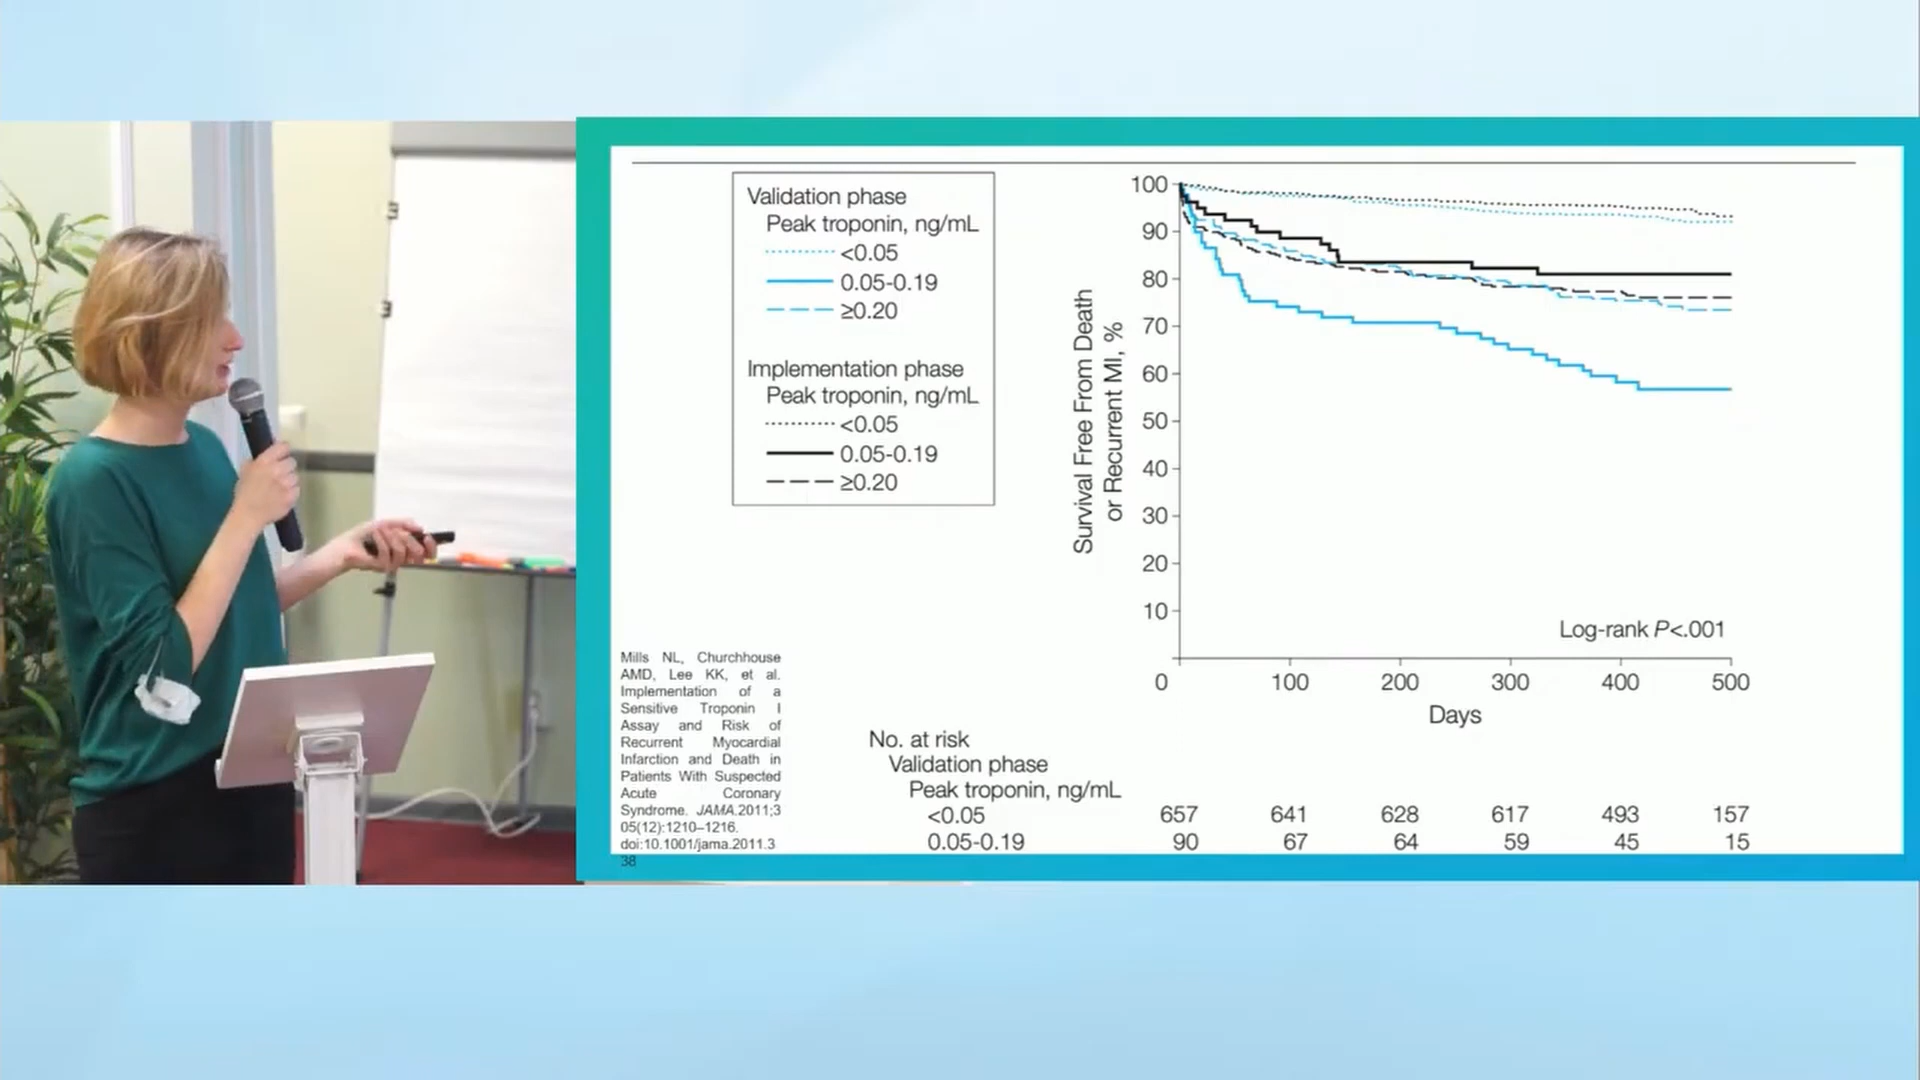 Validation phase
Peak troponin, ng/mL
<0.05
0.05-0.19
≥0.20
Implementation phase
Peak troponin, ng/mL
<0.05
0.05-0.19
≥0.20
Survival Free From Death
or Recurrent MI, %
100
90
80
70
60
50
40
30
20
10
Log-rank P<.001
0 100 200 300 400 500
Days
Mills NL, Churchhouse
AMD, Lee KK, et al.
Implementation of a
Sensitive Troponin I
Assay and Risk of
Recurrent Myocardial
Infarction and Death in
Patients With Suspected
Acute Coronary
Syndrome. JAMA.2011;3
05(12):1210–1216.
doi:10.1001/jama.2011.3
38
No. at risk
Validation phase
Peak troponin, ng/mL
<0.05 657 641 628 617 493 157
0.05-0.19 90 67 64 59 45 15